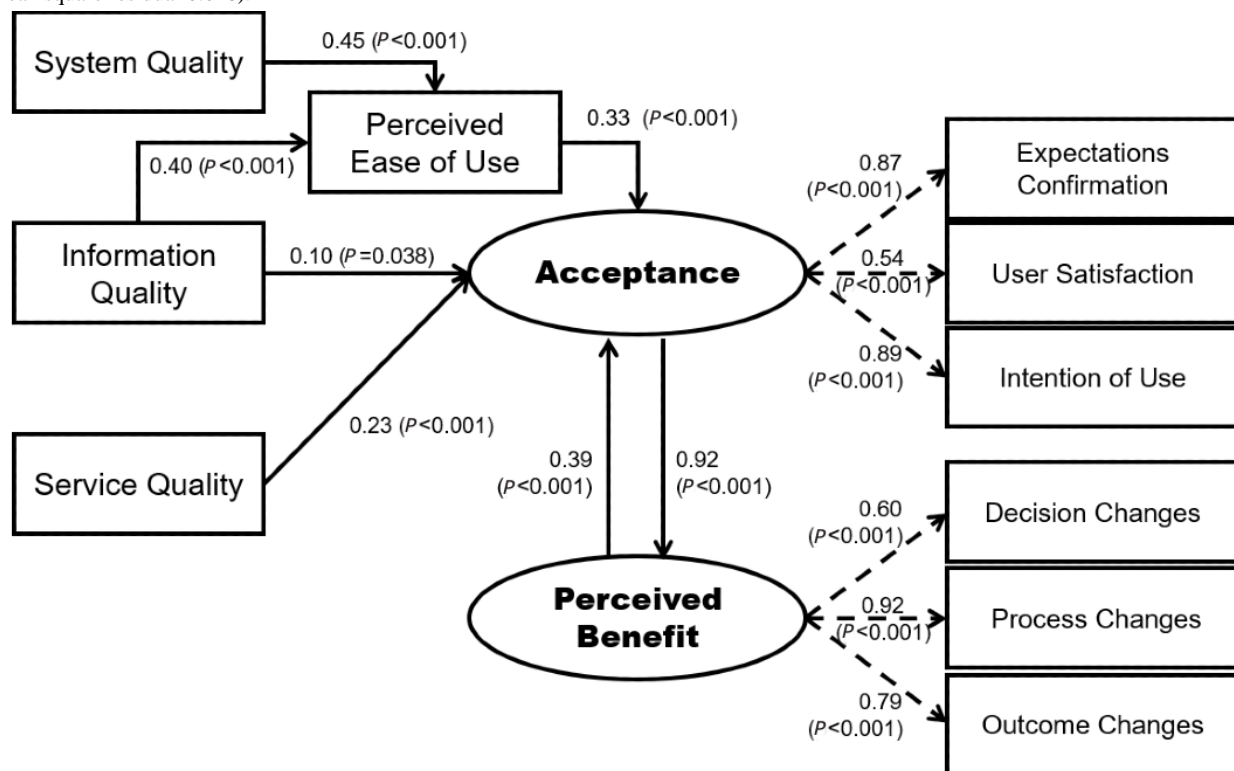 System Quality
0.45 (P<0.001)
Perceived
Ease of Use
0.33 (P<0.001)
0.40 (P<0.001)
Information
Quality
0.10 (P=0.038)
Acceptance
0.87
(P<0.001)
Expectations
Confirmation
0.54
(P<0.001)
User Satisfaction
0.89
(P<0.001)
Intention of Use
Service Quality
0.23 (P<0.001)
0.39
(P<0.001)
0.92
(P<0.001)
Perceived
Benefit
0.60
(P<0.001)
Decision Changes
0.92
(P<0.001)
Process Changes
0.79
(P<0.001)
Outcome Changes